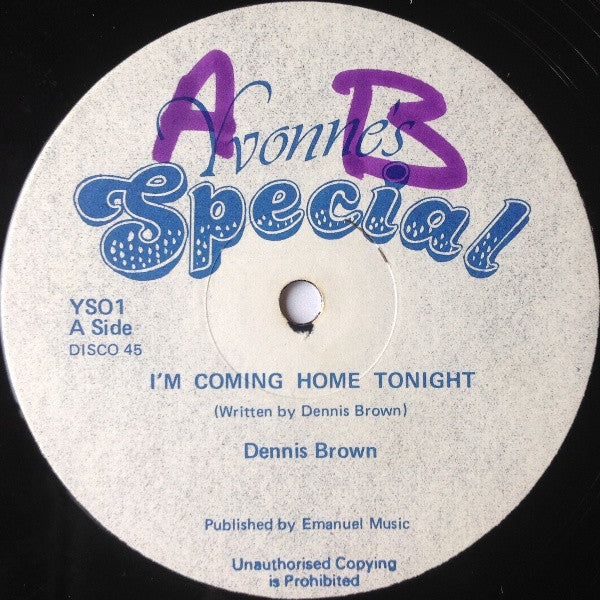 A B
Yvonne's
Special
YS01
A Side
DISCO 45
I'M COMING HOME TONIGHT
(Written by Dennis Brown)
Dennis Brown
Published by Emanuel Music
Unauthorised Copying
is Prohibited